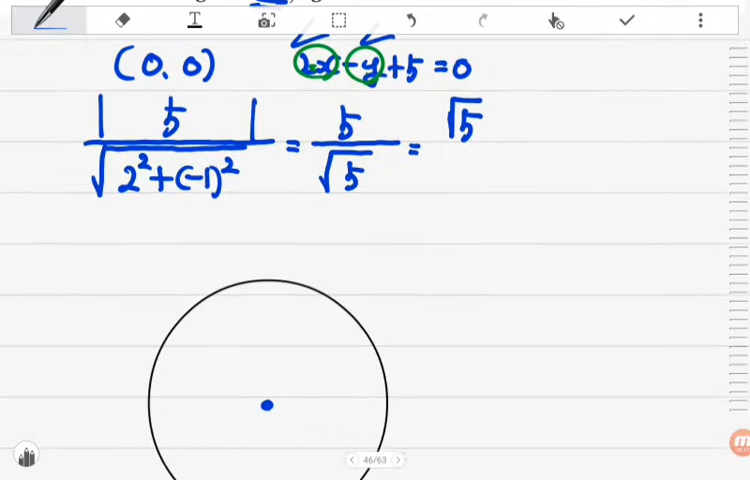 (0, 0) 2x-y+5=0
|5|/√(2²+(-1)²) = 5/√5 = √5
46/63